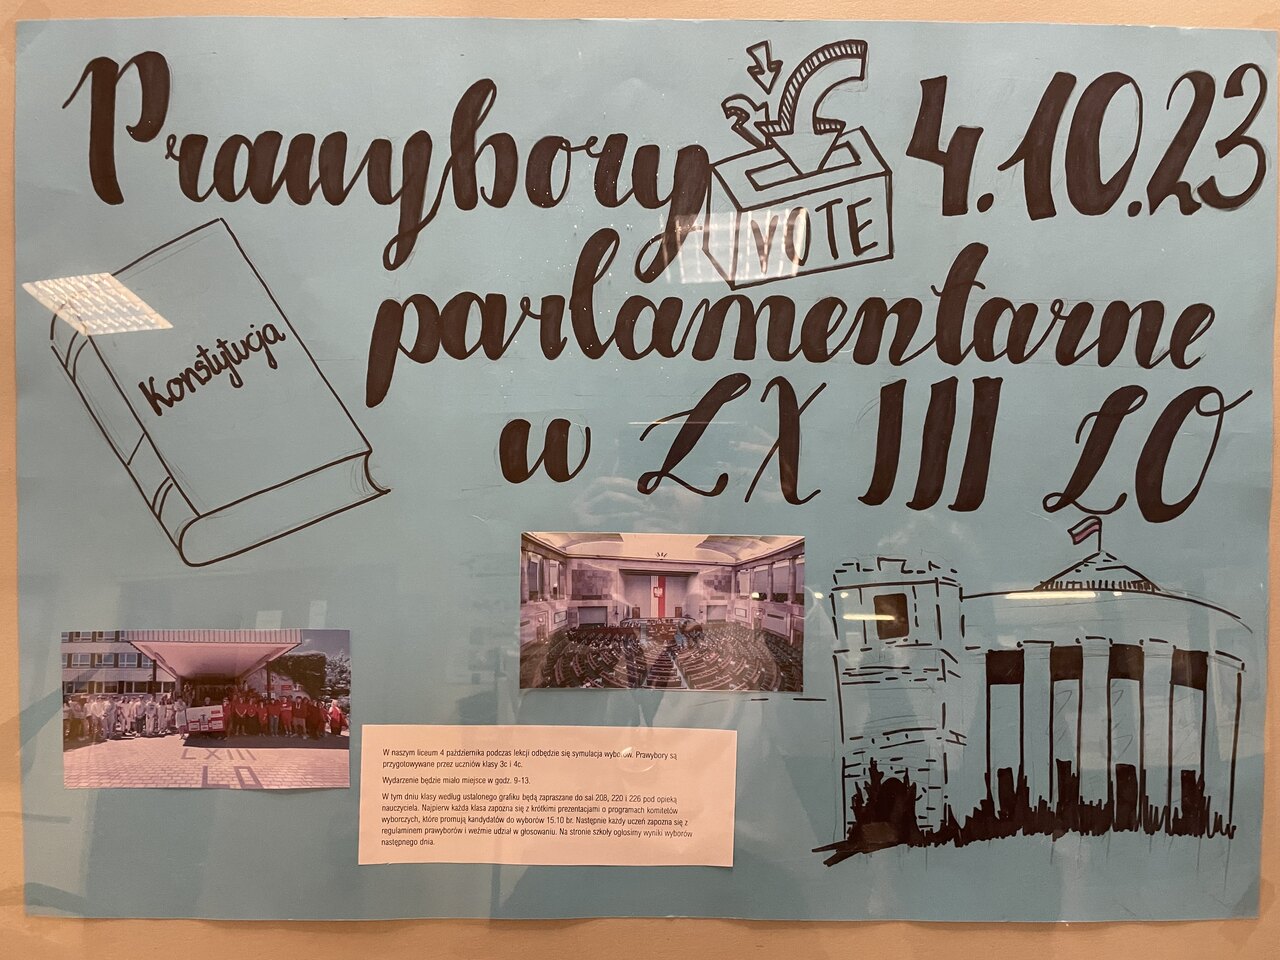 Prawybory 4.10.23
VOTE
parlamentarne
w LXIII LO
Konstytucja
LXIII
LO
W naszym liceum 4 października podczas lekcji odbędzie się symulacja wyborów. Prawybory są
przygotowywane przez uczniów klasy 3c i 4c.
Wydarzenie będzie miało miejsce w godz. 9-13.
W tym dniu klasy według ustalonego grafiku będą zapraszane do sal 208, 220 i 226 pod opieką
nauczyciela. Najpierw każda klasa zapozna się z krótkimi prezentacjami o programach komitetów
wyborczych, które promują kandydatów do wyborów 15.10 br. Następnie każdy uczeń zapozna się z
regulaminem prawyborów i weźmie udział w głosowaniu. Na stronie szkoły ogłosimy wyniki wyborów
następnego dnia.